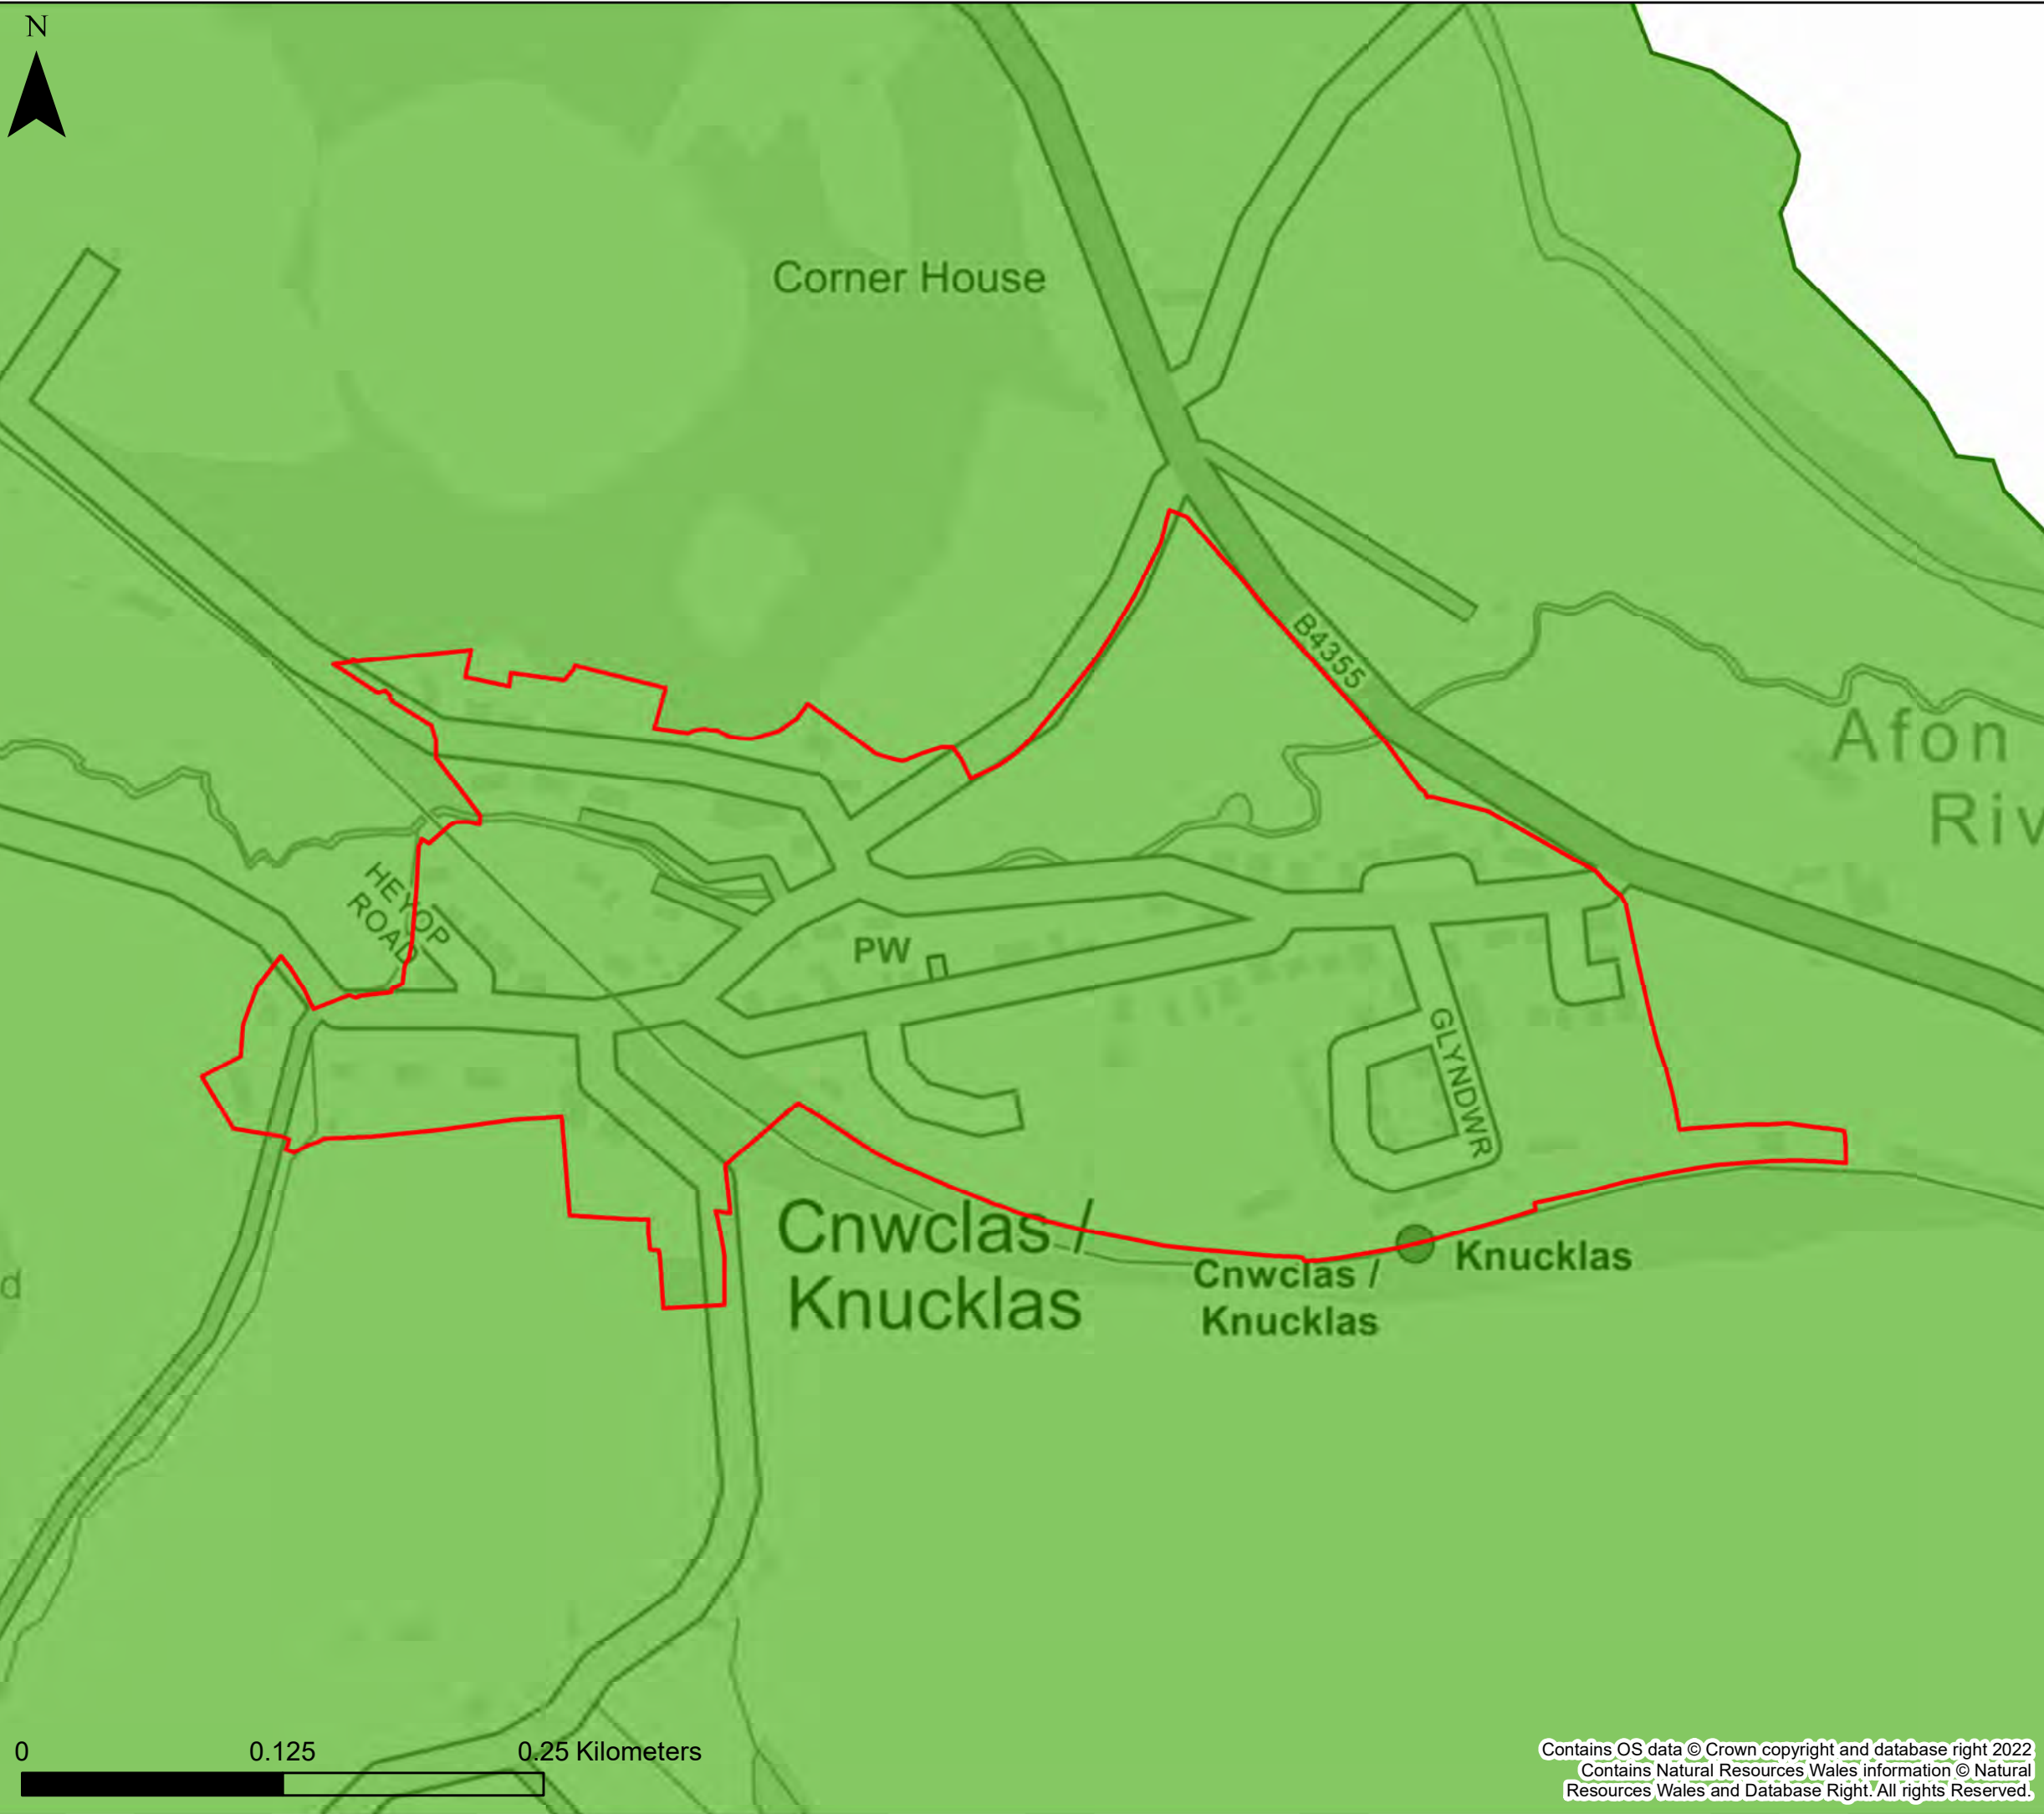 N
Corner House
B4355
Afon
Riv
HEYOP
ROAD
PW
GLYNDWR
Cnwclas /
Knucklas
Knucklas
Cnwclas /
Knucklas
d
0 0.125 0.25 Kilometers
Contains OS data © Crown copyright and database right 2022
Contains Natural Resources Wales information © Natural
Resources Wales and Database Right. All rights Reserved.